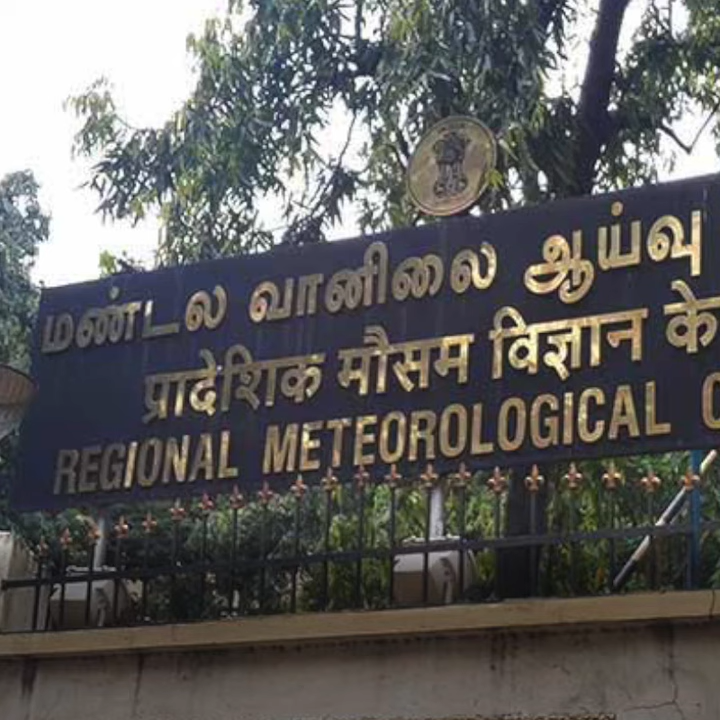 மண்டல வானிலை ஆய்வு
प्रादेशिक मौसम विज्ञान
REGIONAL METEOROLOGICAL